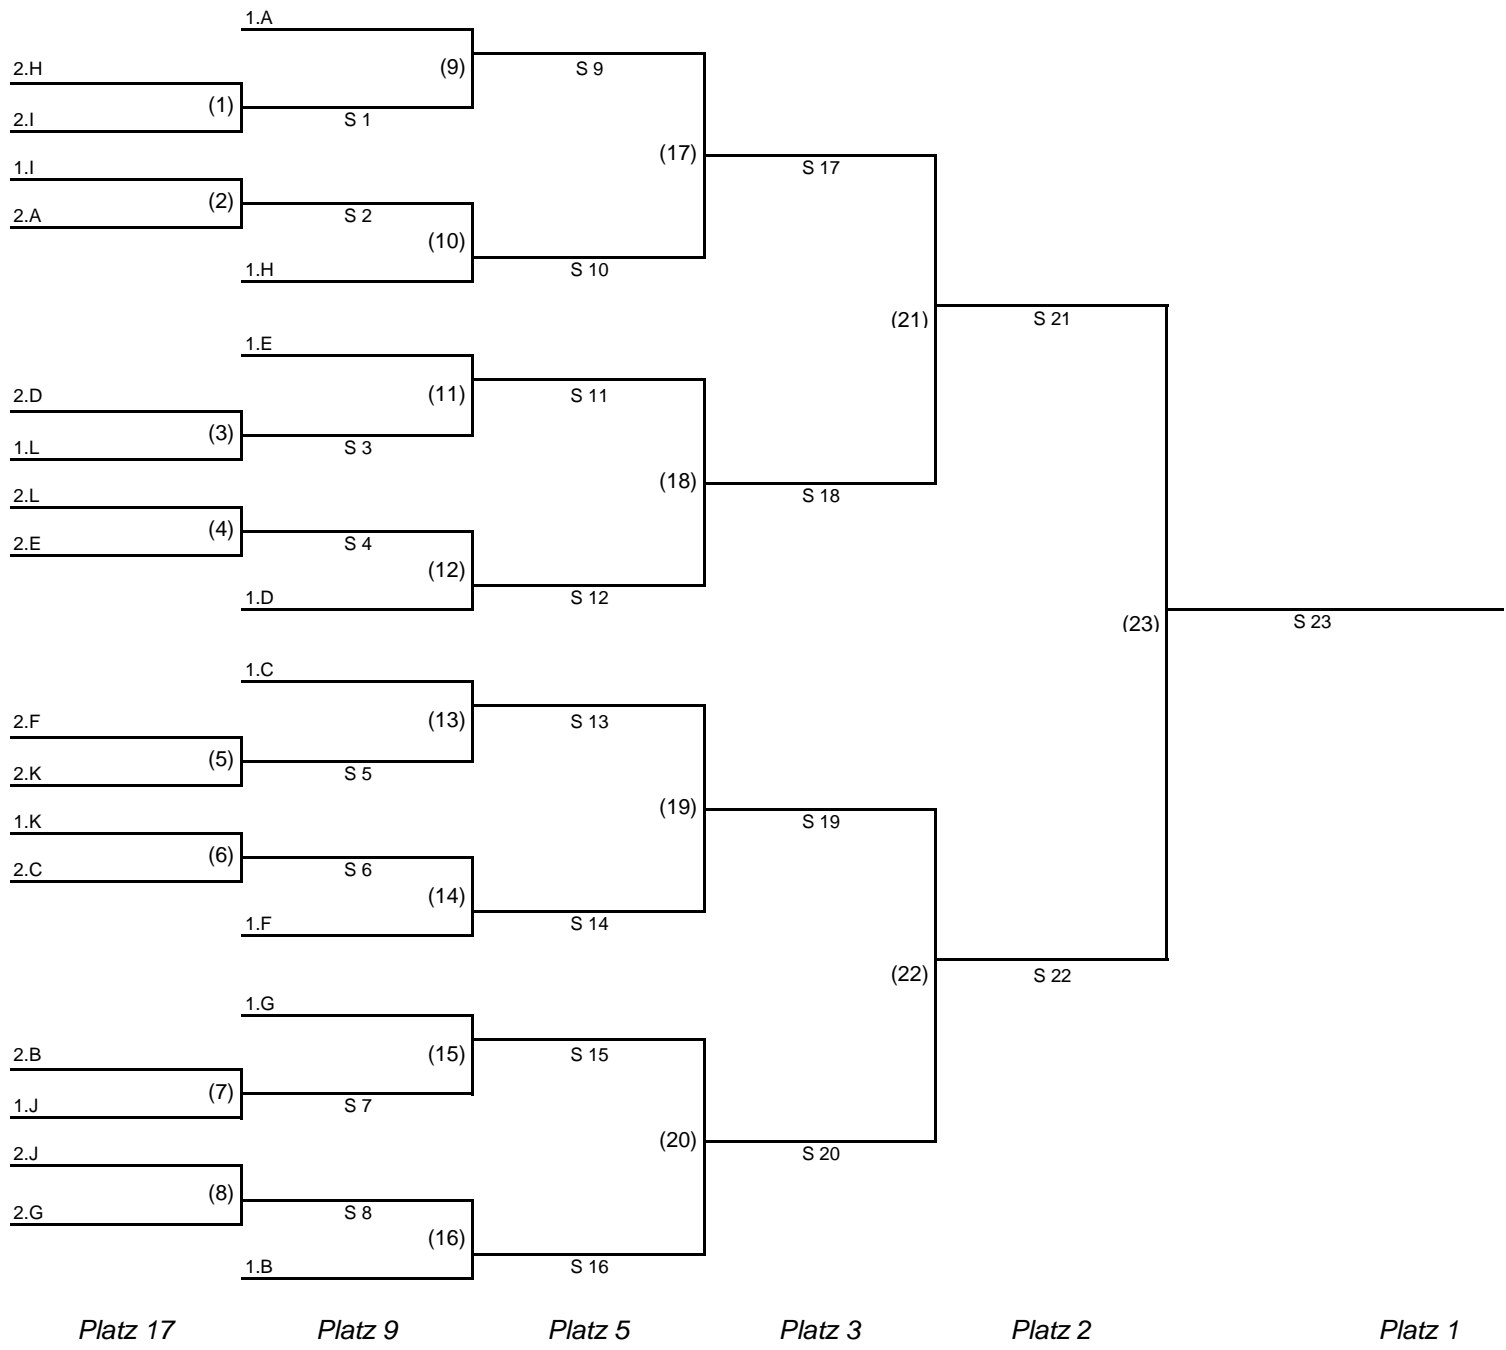 1.A
2.H
(9)
S 9
(1)
2.I
S 1
(17)
1.I
S 17
(2)
2.A
S 2
(10)
1.H
S 10
(21)
S 21
1.E
2.D
(11)
S 11
(3)
1.L
S 3
(18)
2.L
S 18
(4)
2.E
S 4
(12)
1.D
S 12
(23)
S 23
1.C
2.F
(13)
S 13
(5)
2.K
S 5
(19)
1.K
S 19
(6)
2.C
S 6
(14)
1.F
S 14
(22)
S 22
1.G
2.B
(15)
S 15
(7)
1.J
S 7
(20)
2.J
S 20
(8)
2.G
S 8
(16)
1.B
S 16
Platz 17 Platz 9 Platz 5 Platz 3 Platz 2 Platz 1